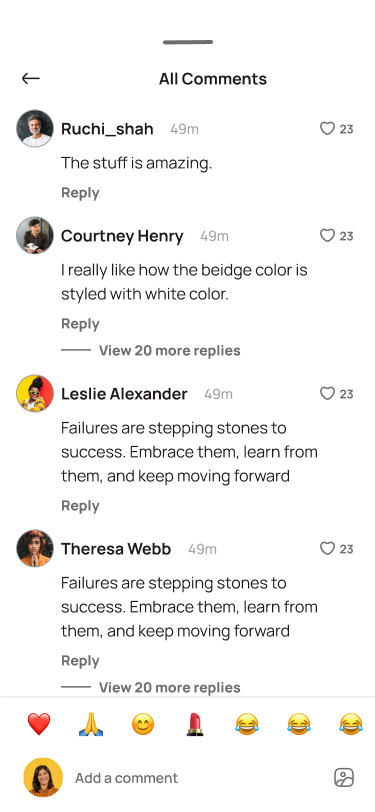 All Comments
Ruchi_shah 49m 23
The stuff is amazing.
Reply
Courtney Henry 49m 23
I really like how the beidge color is
styled with white color.
Reply
View 20 more replies
Leslie Alexander 49m 23
Failures are stepping stones to
success. Embrace them, learn from
them, and keep moving forward
Reply
Theresa Webb 49m 23
Failures are stepping stones to
success. Embrace them, learn from
them, and keep moving forward
Reply
View 20 more replies
Add a comment